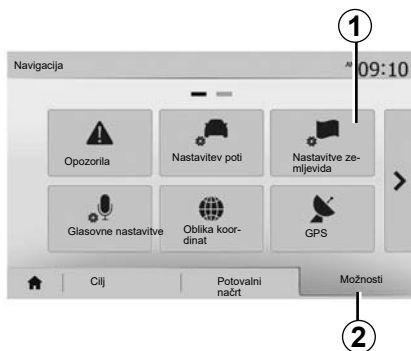 1
Navigacija
AM 09:10
Opozorila
Nastavitev poti
Nastavitve ze-
mljevida
Glasovne nastavitve
Oblika koor-
dinat
GPS
Cilj
Potovalni
načrt
Možnosti
2